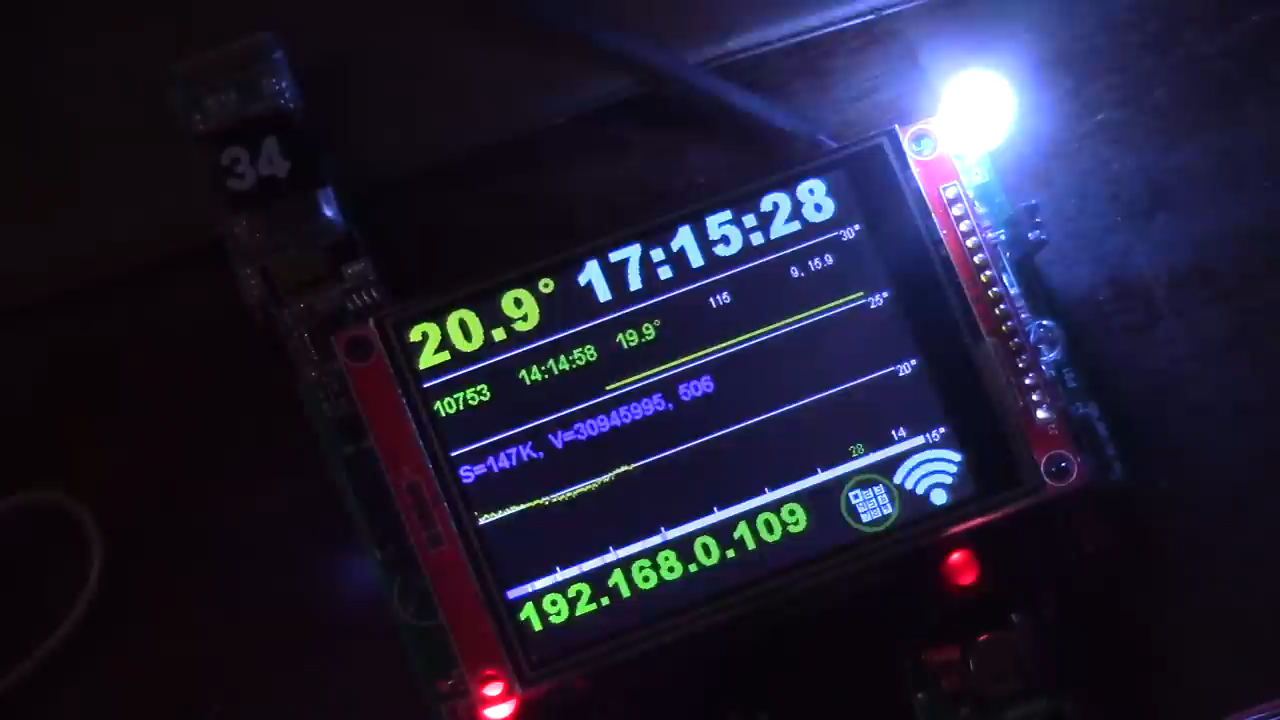 34
20.9° 17:15:28
30°
9, 15.9
115
10753 14:14:58 19.9°
25°
S=147K, V=30945995, 506
20°
28 14 15°
192.168.0.109